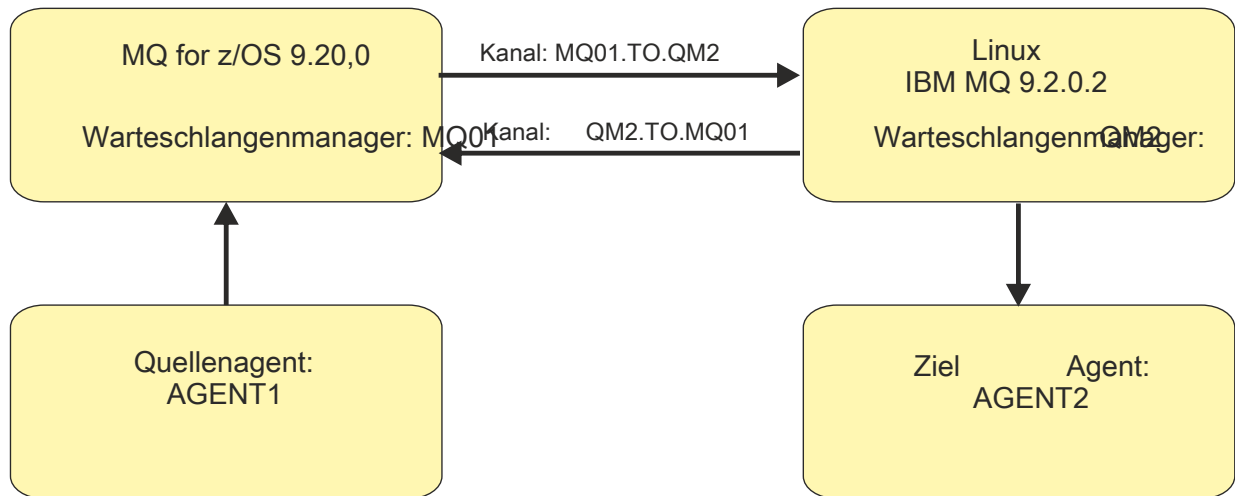 MQ for z/OS 9.20,0
Warteschlangenmanager: MQ01
Kanal: MQ01.TO.QM2
Kanal: QM2.TO.MQ01
Linux
IBM MQ 9.2.0.2
Warteschlangenmanager: QM2
Quellenagent:
AGENT1
Ziel Agent:
AGENT2